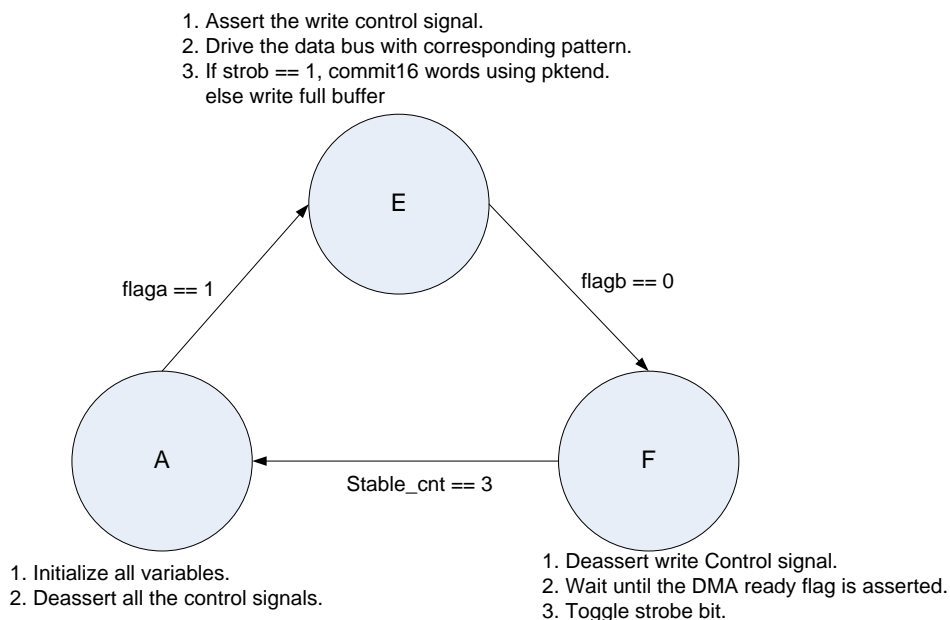 1. Assert the write control signal.
2. Drive the data bus with corresponding pattern.
3. If strob == 1, commit16 words using pktend.
else write full buffer
E
flaga == 1
flagb == 0
A
F
Stable_cnt == 3
1. Initialize all variables.
2. Deassert all the control signals.
1. Deassert write Control signal.
2. Wait until the DMA ready flag is asserted.
3. Toggle strobe bit.